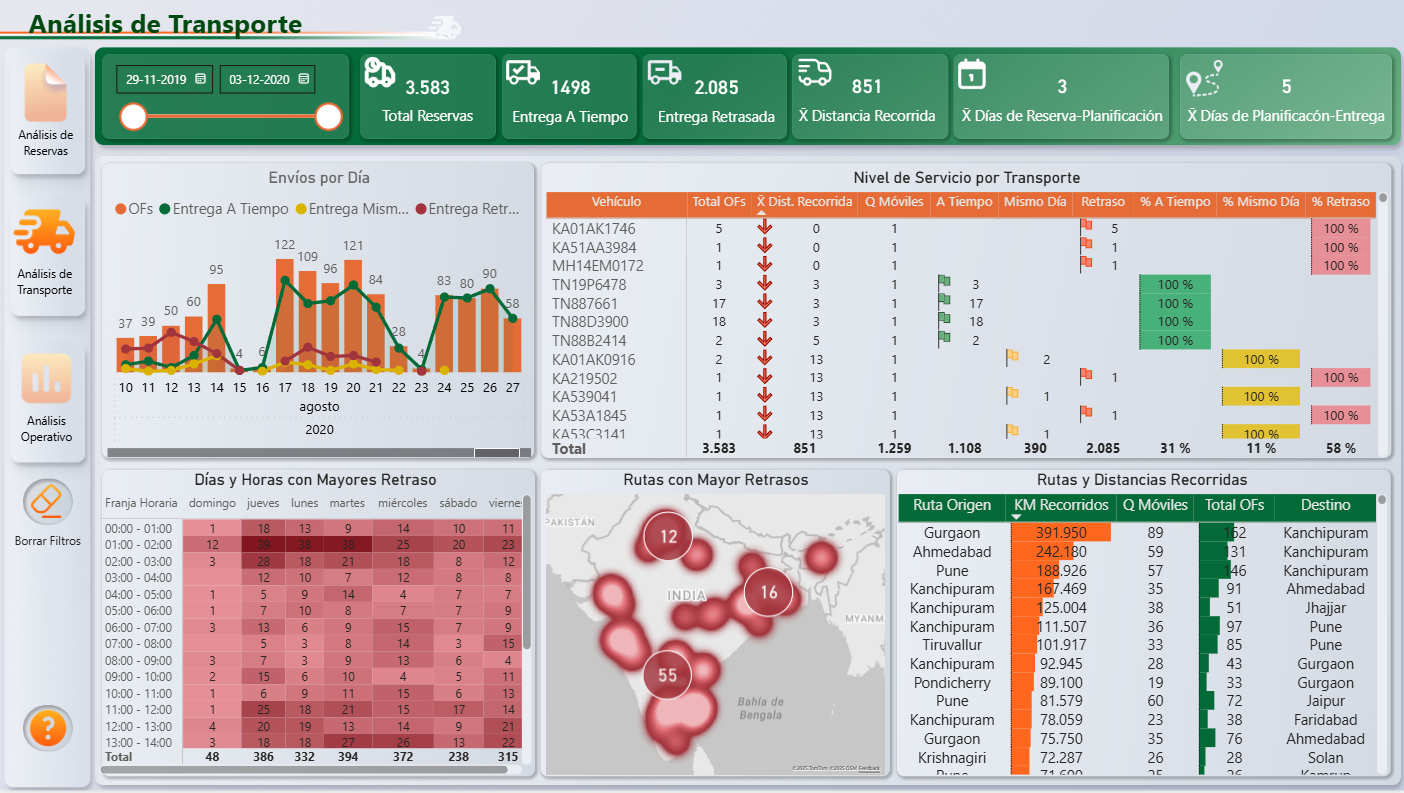 Análisis de Transporte
Análisis de
Reservas
Análisis de
Transporte
Análisis
Operativo
Borrar Filtros
?
29-11-2019 03-12-2020
3.583
Total Reservas
1498
Entrega A Tiempo
2.085
Entrega Retrasada
851
X̄ Distancia Recorrida
1
3
X̄ Días de Reserva-Planificación
5
X̄ Días de Planificacón-Entrega
Envíos por Día
OFs Entrega A Tiempo Entrega Mism... Entrega Retr...
37 39 50 60 95 4 6 122 109 96 121 84 28 4 83 80 90 58
10 11 12 13 14 15 16 17 18 19 20 21 22 23 24 25 26 27
agosto
2020
Nivel de Servicio por Transporte
Vehículo Total OFs X̄ Dist. Recorrida Q Móviles A Tiempo Mismo Día Retraso % A Tiempo % Mismo Día % Retraso
KA01AK1746 5 0 1 5 100 %
KA51AA3984 1 0 1 1 100 %
MH14EM0172 1 0 1 1 100 %
TN19P6478 3 3 1 3 100 %
TN887661 17 3 1 17 100 %
TN88D3900 18 3 1 18 100 %
TN88B2414 2 5 1 2 100 %
KA01AK0916 2 13 1 2 100 %
KA219502 1 13 1 1 100 %
KA539041 1 13 1 1 100 %
KA53A1845 1 13 1 1 100 %
KA53C3141 1 13 1 1 100 %
Total 3.583 851 1.259 1.108 390 2.085 31 % 11 % 58 %
Días y Horas con Mayores Retraso
Franja Horaria domingo jueves lunes martes miércoles sábado vierne
00:00 - 01:00 1 18 13 9 14 10 11
01:00 - 02:00 12 39 38 38 25 20 23
02:00 - 03:00 3 28 18 21 18 8 12
03:00 - 04:00 12 10 7 12 8 8
04:00 - 05:00 1 5 9 14 4 7 7
05:00 - 06:00 1 7 10 8 7 7 9
06:00 - 07:00 3 13 6 9 15 7 9
07:00 - 08:00 5 3 8 14 3 15
08:00 - 09:00 3 7 3 9 13 6 4
09:00 - 10:00 2 15 6 10 4 5 11
10:00 - 11:00 1 6 9 11 15 6 13
11:00 - 12:00 1 25 18 21 15 17 14
12:00 - 13:00 4 20 19 13 14 9 21
13:00 - 14:00 3 18 18 27 26 13 22
Total 48 386 332 394 372 238 315
Rutas con Mayor Retrasos
PAKISTÁN
12
16
INDIA
MYANM
55
Bahía de
Bengala
©2025 TomTom ©2025 OSM Feedback
Rutas y Distancias Recorridas
Ruta Origen KM Recorridos Q Móviles Total OFs Destino
Gurgaon 391.950 89 162 Kanchipuram
Ahmedabad 242.180 59 131 Kanchipuram
Pune 188.926 57 146 Kanchipuram
Kanchipuram 167.469 35 91 Ahmedabad
Kanchipuram 125.004 38 51 Jhajjar
Kanchipuram 111.507 36 97 Pune
Tiruvallur 101.917 33 85 Pune
Kanchipuram 92.945 28 43 Gurgaon
Pondicherry 89.100 19 33 Gurgaon
Pune 81.579 60 72 Jaipur
Kanchipuram 78.059 23 38 Faridabad
Gurgaon 75.750 35 76 Ahmedabad
Krishnagiri 72.287 26 28 Solan